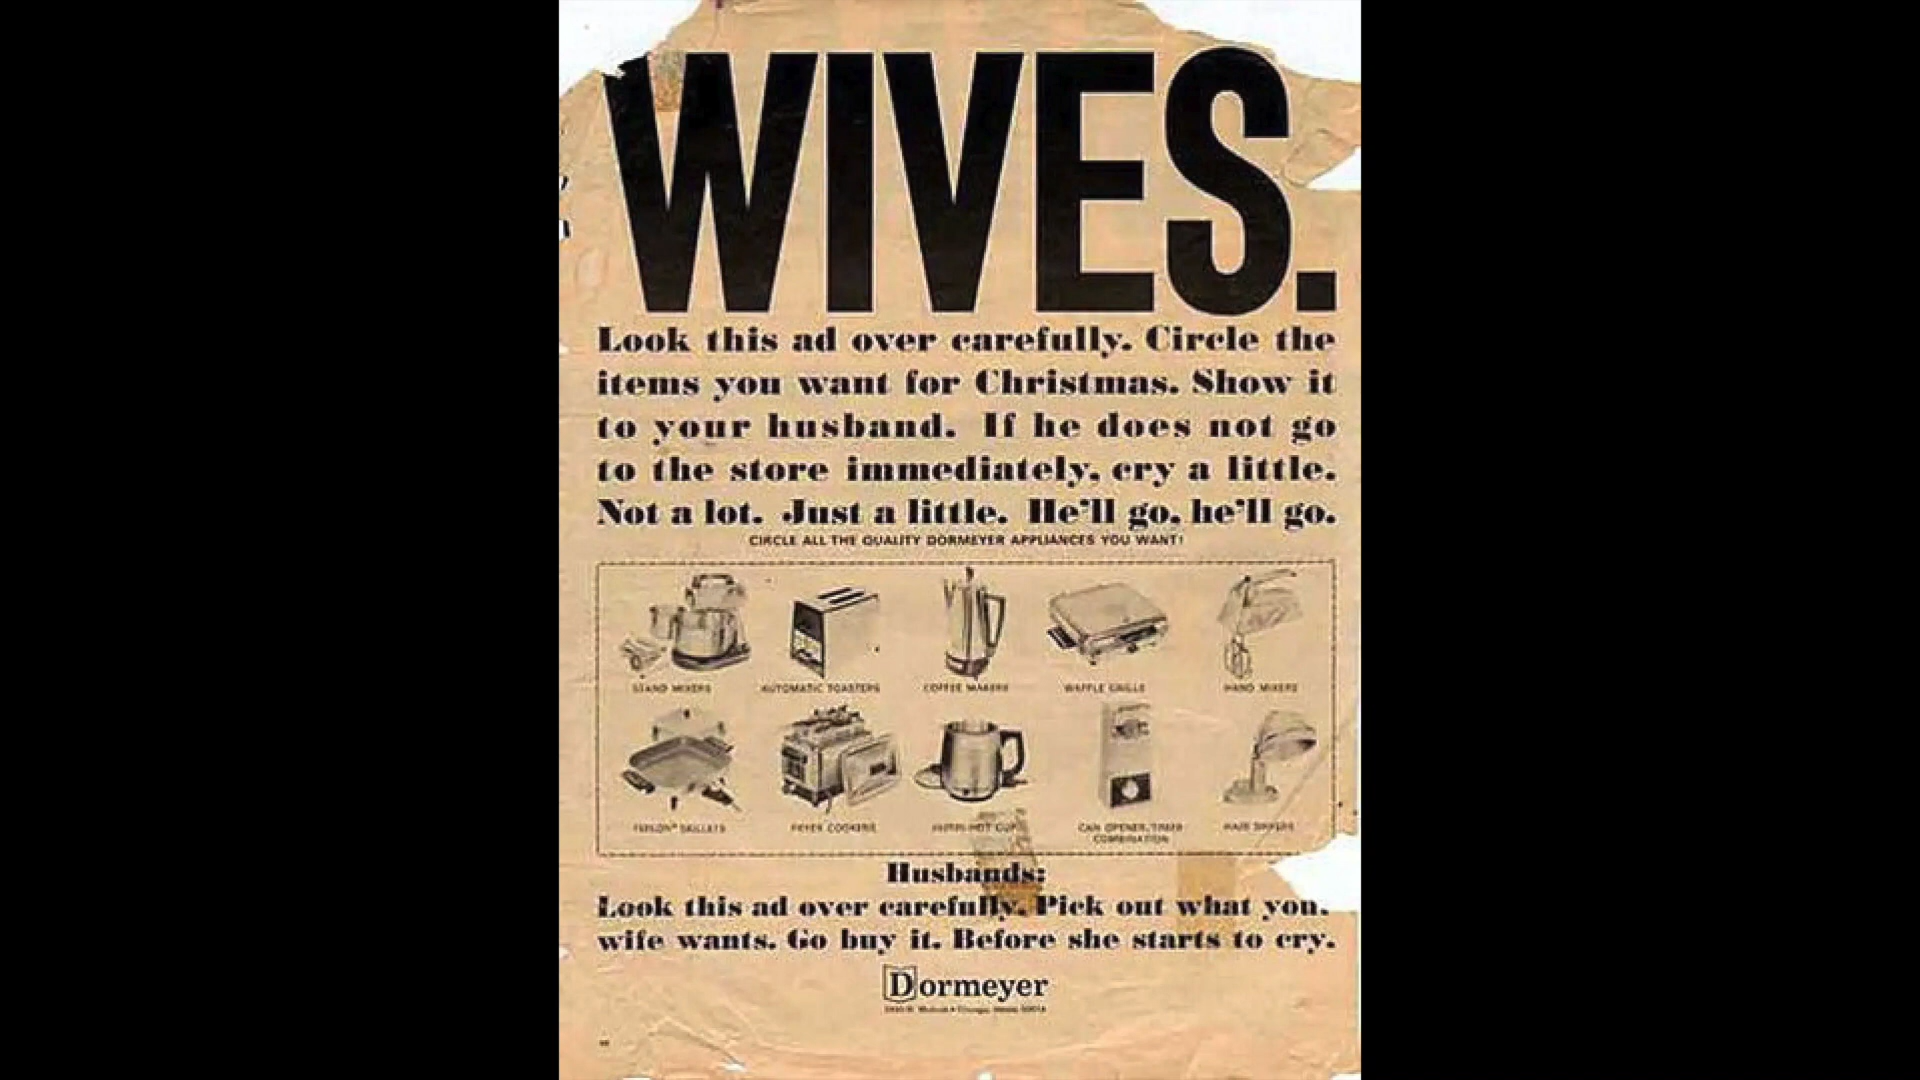 WIVES.
Look this ad over carefully. Circle the
items you want for Christmas. Show it
to your husband. If he does not go
to the store immediately, cry a little.
Not a lot. Just a little. He'll go, he'll go.
CIRCLE ALL THE QUALITY DORMEYER APPLIANCES YOU WANT!
STAND MIXERS AUTOMATIC TOASTERS COFFEE MAKERS WAFFLE GRILLS HAND MIXERS
SKILLETS FRYER COOKERS HOT CUP CAN OPENER/TIMER HAIR DRYERS
COMBINATION
Husbands:
Look this ad over carefully. Pick out what you.
wife wants. Go buy it. Before she starts to cry.
Dormeyer